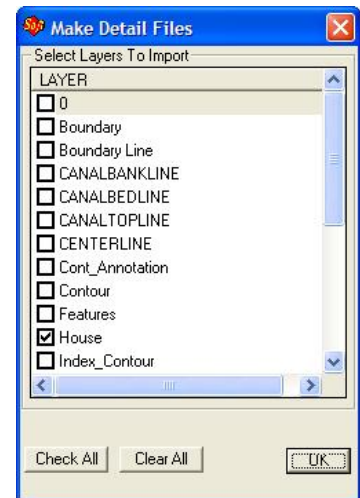 Make Detail Files
Select Layers To Import
LAYER
0
Boundary
Boundary Line
CANALBANKLINE
CANALBEDLINE
CANALTOPLINE
CENTERLINE
Cont_Annotation
Contour
Features
House
Index_Contour
Check All Clear All OK